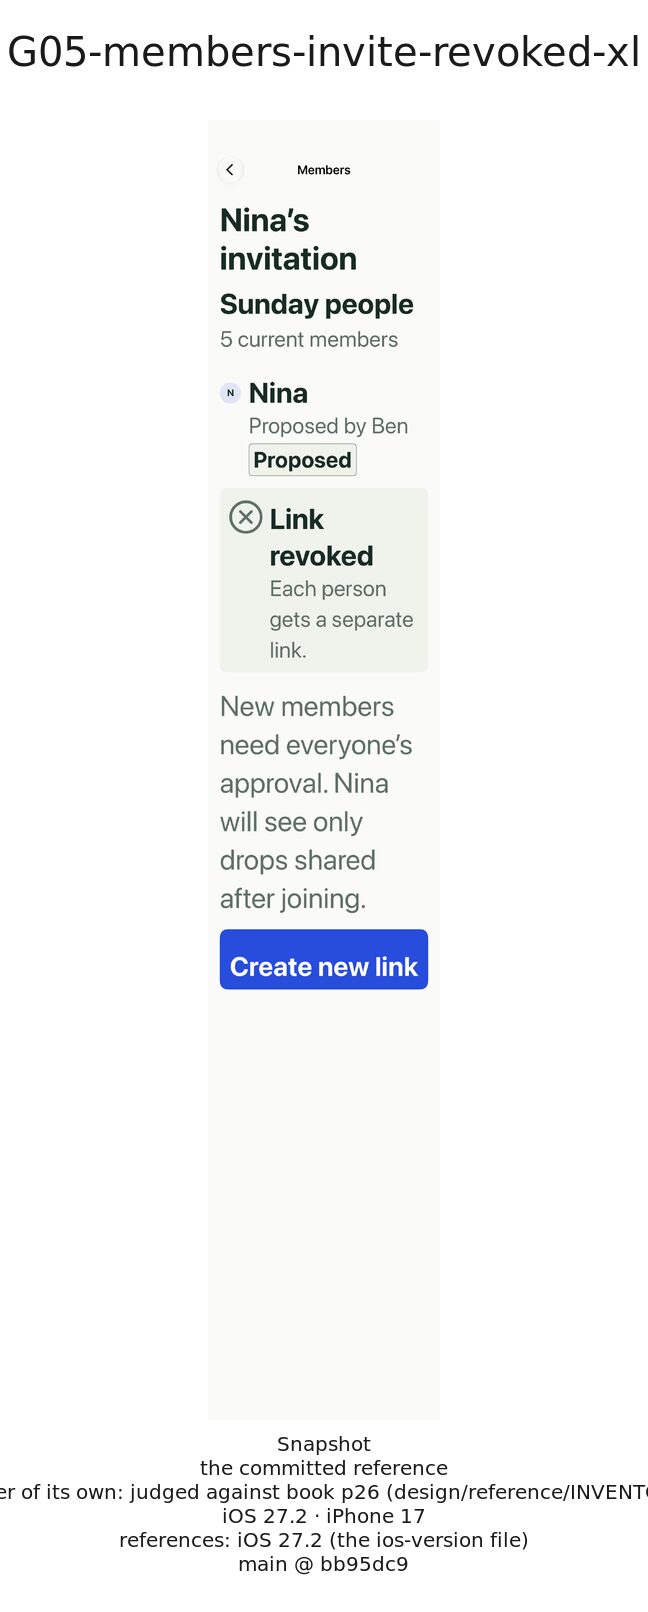 G05-members-invite-revoked-xl
Members
Nina’s
invitation
Sunday people
5 current members
N
Nina
Proposed by Ben
Proposed
Link
revoked
Each person
gets a separate
link.
New members
need everyone’s
approval. Nina
will see only
drops shared
after joining.
Create new link
Snapshot
the committed reference
of its own: judged against book p26 (design/reference/
iOS 27.2 · iPhone 17
references: iOS 27.2 (the ios-version file)
main @ bb95dc9